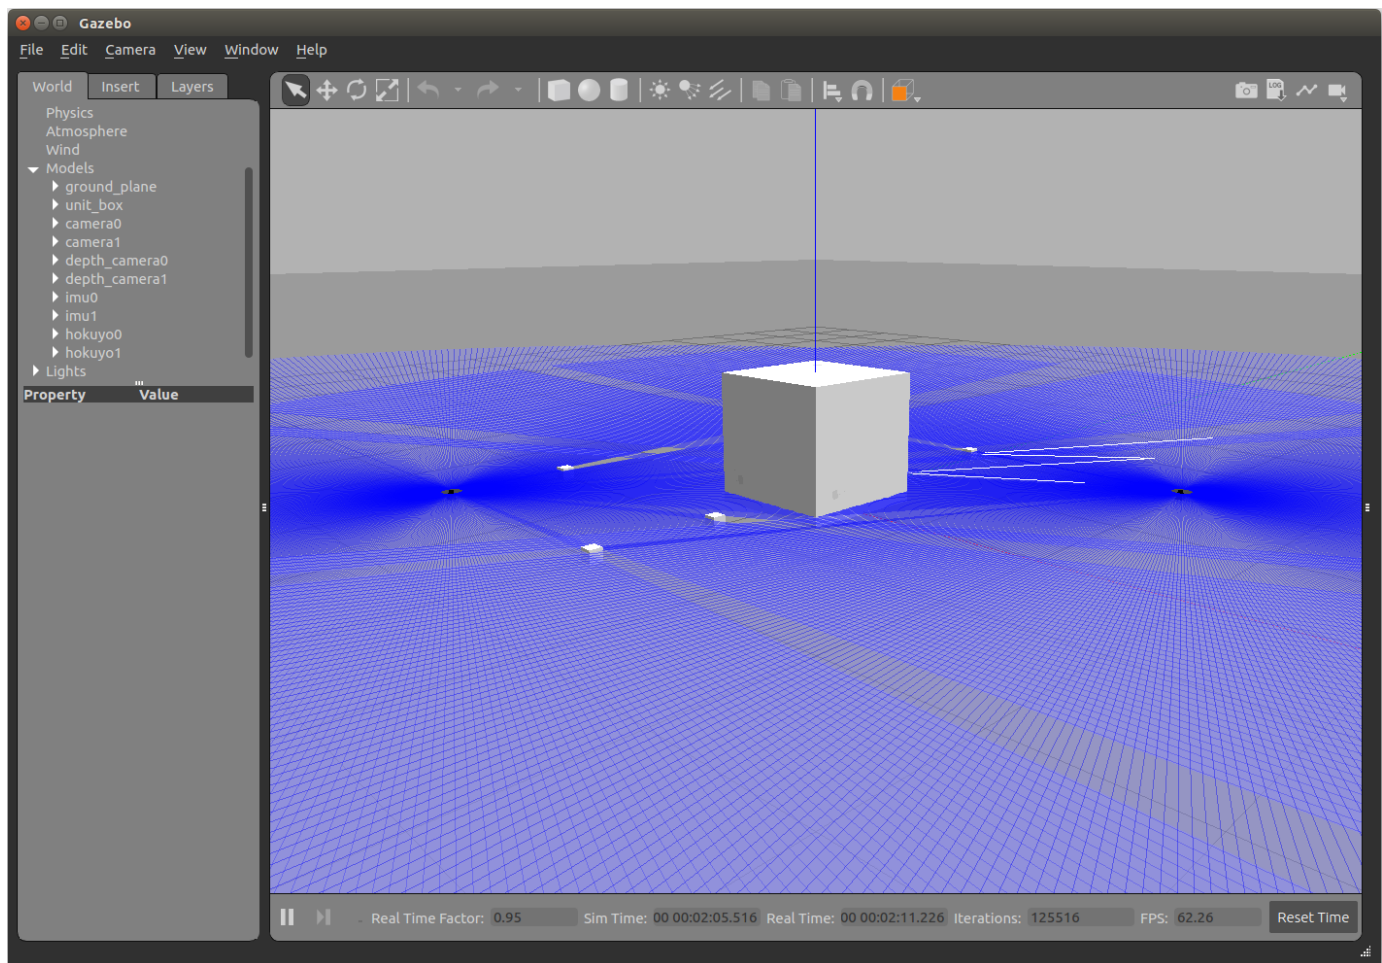 Gazebo
File Edit Camera View Window Help
World Insert Layers
Physics
Atmosphere
Wind
Models
ground_plane
unit_box
camera0
camera1
depth_camera0
depth_camera1
imu0
imu1
hokuyo0
hokuyo1
Lights
Property Value
LOG
Real Time Factor: 0.95 Sim Time: 00 00:02:05.516 Real Time: 00 00:02:11.226 Iterations: 125516 FPS: 62.26 Reset Time